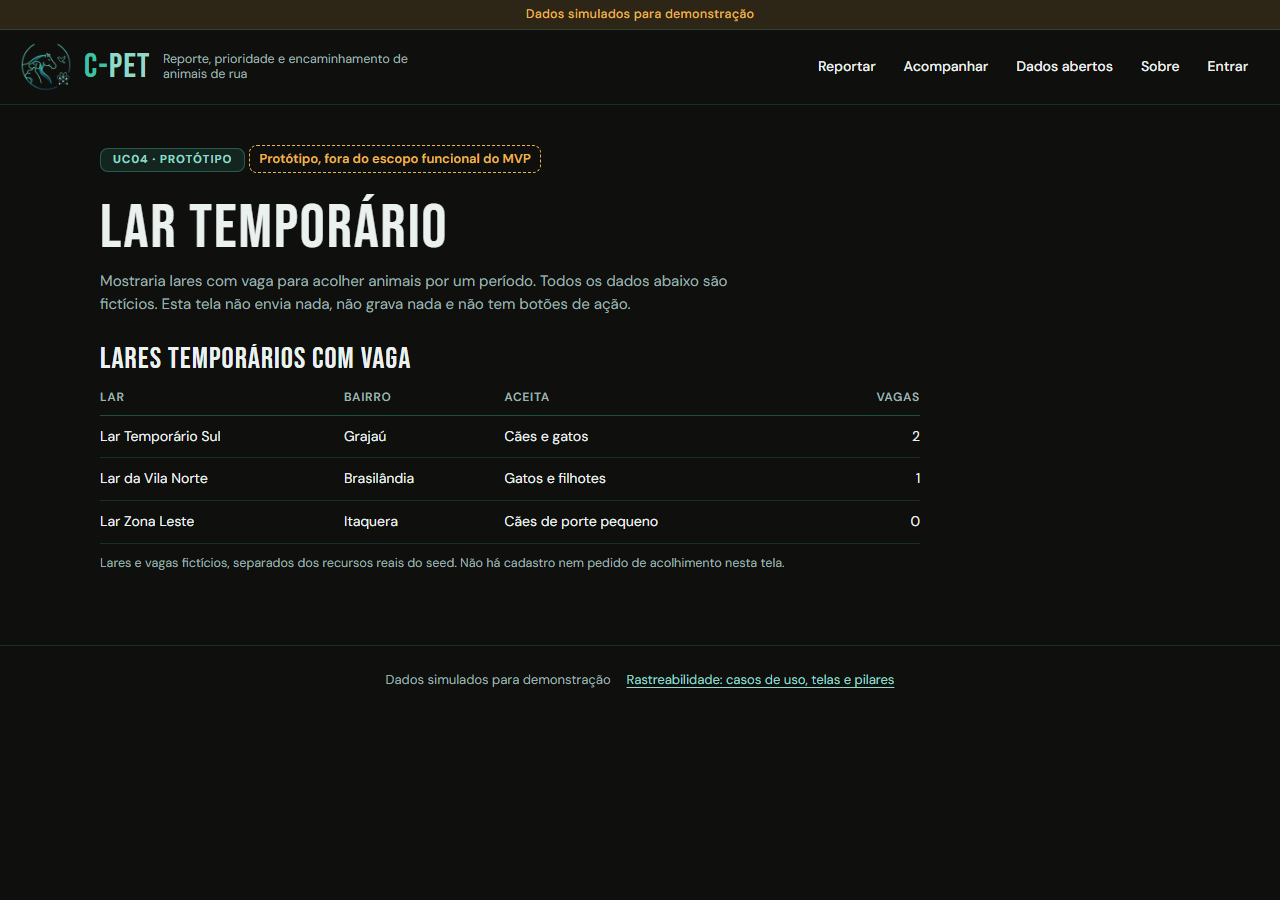 Dados simulados para demonstração
C-PET
Reporte, prioridade e encaminhamento de
animais de rua
Reportar Acompanhar Dados abertos Sobre Entrar
UC04 · PROTÓTIPO Protótipo, fora do escopo funcional do MVP
LAR TEMPORÁRIO
Mostraria lares com vaga para acolher animais por um período. Todos os dados abaixo são
fictícios. Esta tela não envia nada, não grava nada e não tem botões de ação.
LARES TEMPORÁRIOS COM VAGA
LAR BAIRRO ACEITA VAGAS
Lar Temporário Sul Grajaú Cães e gatos 2
Lar da Vila Norte Brasilândia Gatos e filhotes 1
Lar Zona Leste Itaquera Cães de porte pequeno 0
Lares e vagas fictícios, separados dos recursos reais do seed. Não há cadastro nem pedido de acolhimento nesta tela.
Dados simulados para demonstração Rastreabilidade: casos de uso, telas e pilares